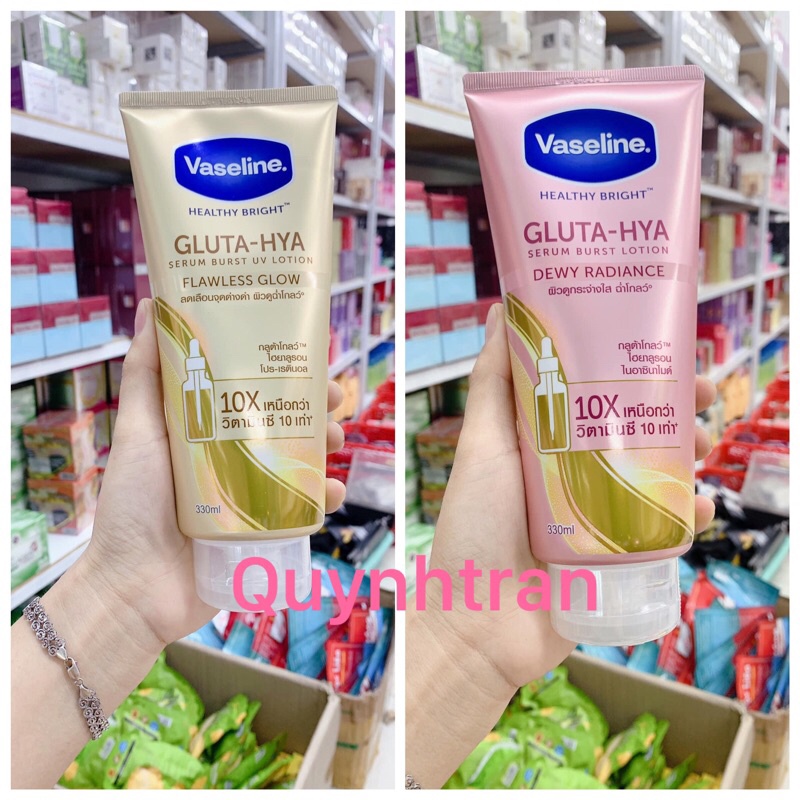 Vaseline.
HEALTHY BRIGHT™
GLUTA-HYA
SERUM BURST UV LOTION
FLAWLESS GLOW
ลดเลือนจุดด่างดำ ผิวดูฉ่ำโกลว์
กลูต้าโกลว์™
ไฮยาลูรอน
โปร-เรตินอล
10X เหนือกว่า
วิตามินซี 10 เท่า
330ml
Vaseline.
HEALTHY BRIGHT™
GLUTA-HYA
SERUM BURST LOTION
DEWY RADIANCE
ผิวดูกระจ่างใส ฉ่ำโกลว์
กลูต้าโกลว์™
ไฮยาลูรอน
ไนอาซินาไมด์
10X เหนือกว่า
วิตามินซี 10 เท่า
330ml
Quynhtran